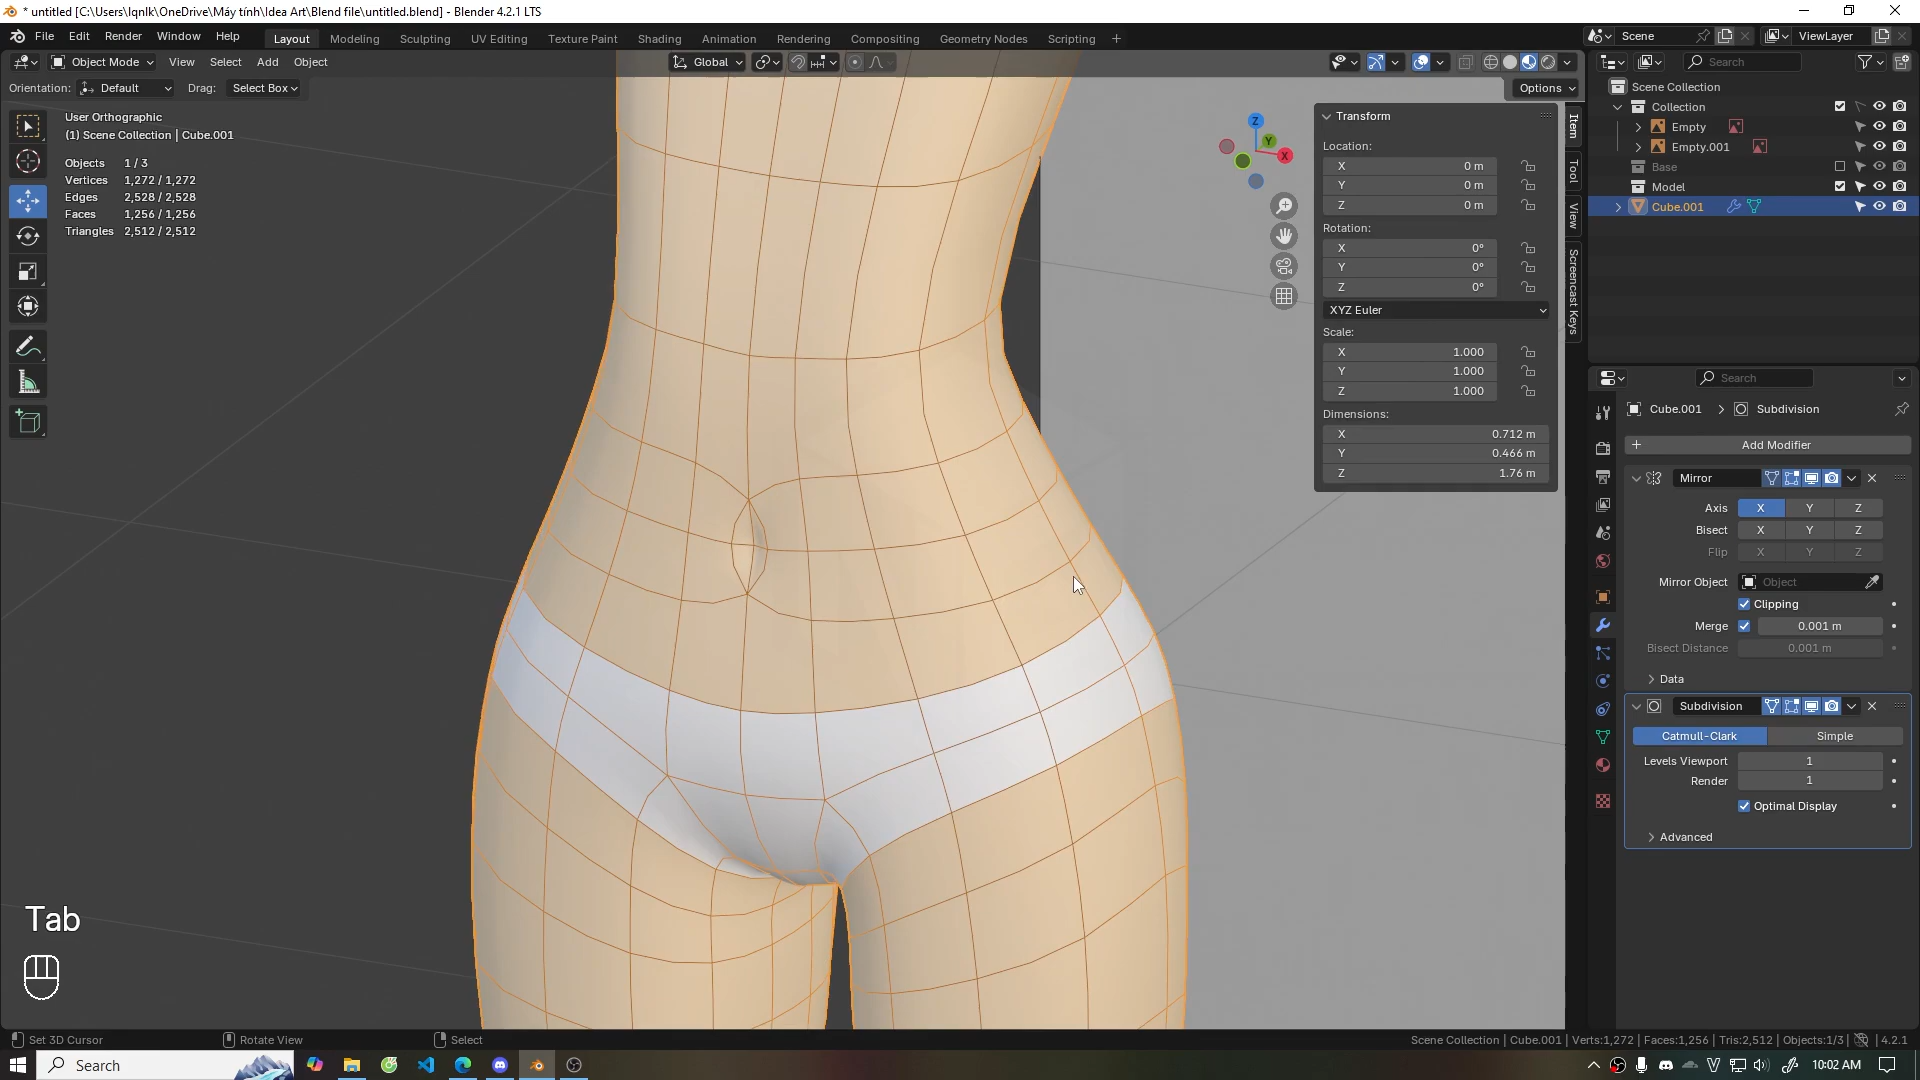 * untitled [C:\Users\lqnlk\OneDrive\Máy tính\Idea Art\Blend file\untitled.blend] - Blender 4.2.1 LTS
File Edit Render Window Help Layout Modeling Sculpting UV Editing Texture Paint Shading Animation Rendering Compositing Geometry Nodes Scripting + Scene ViewLayer
Object Mode View Select Add Object Global Search
Orientation: Default Drag: Select Box Options
User Orthographic
(1) Scene Collection | Cube.001
Objects 1 / 3
Vertices 1,272 / 1,272
Edges 2,528 / 2,528
Faces 1,256 / 1,256
Triangles 2,512 / 2,512
Z
Y
X
Transform
Location:
X 0 m
Y 0 m
Z 0 m
Rotation:
X 0°
Y 0°
Z 0°
XYZ Euler
Scale:
X 1.000
Y 1.000
Z 1.000
Dimensions:
X 0.712 m
Y 0.466 m
Z 1.76 m
Item
Tool
View
Screencast Keys
Scene Collection
Collection
Empty
Empty.001
Base
Model
Cube.001
Search
Cube.001 > Subdivision
+ Add Modifier
Mirror
Axis X Y Z
Bisect X Y Z
Flip X Y Z
Mirror Object Object
Clipping
Merge 0.001 m
Bisect Distance 0.001 m
Data
Subdivision
Catmull-Clark Simple
Levels Viewport 1
Render 1
Optimal Display
Advanced
Tab
Set 3D Cursor Rotate View Select Scene Collection | Cube.001 | Verts:1,272 | Faces:1,256 | Tris:2,512 | Objects:1/3 | 4.2.1
Search 10:02 AM